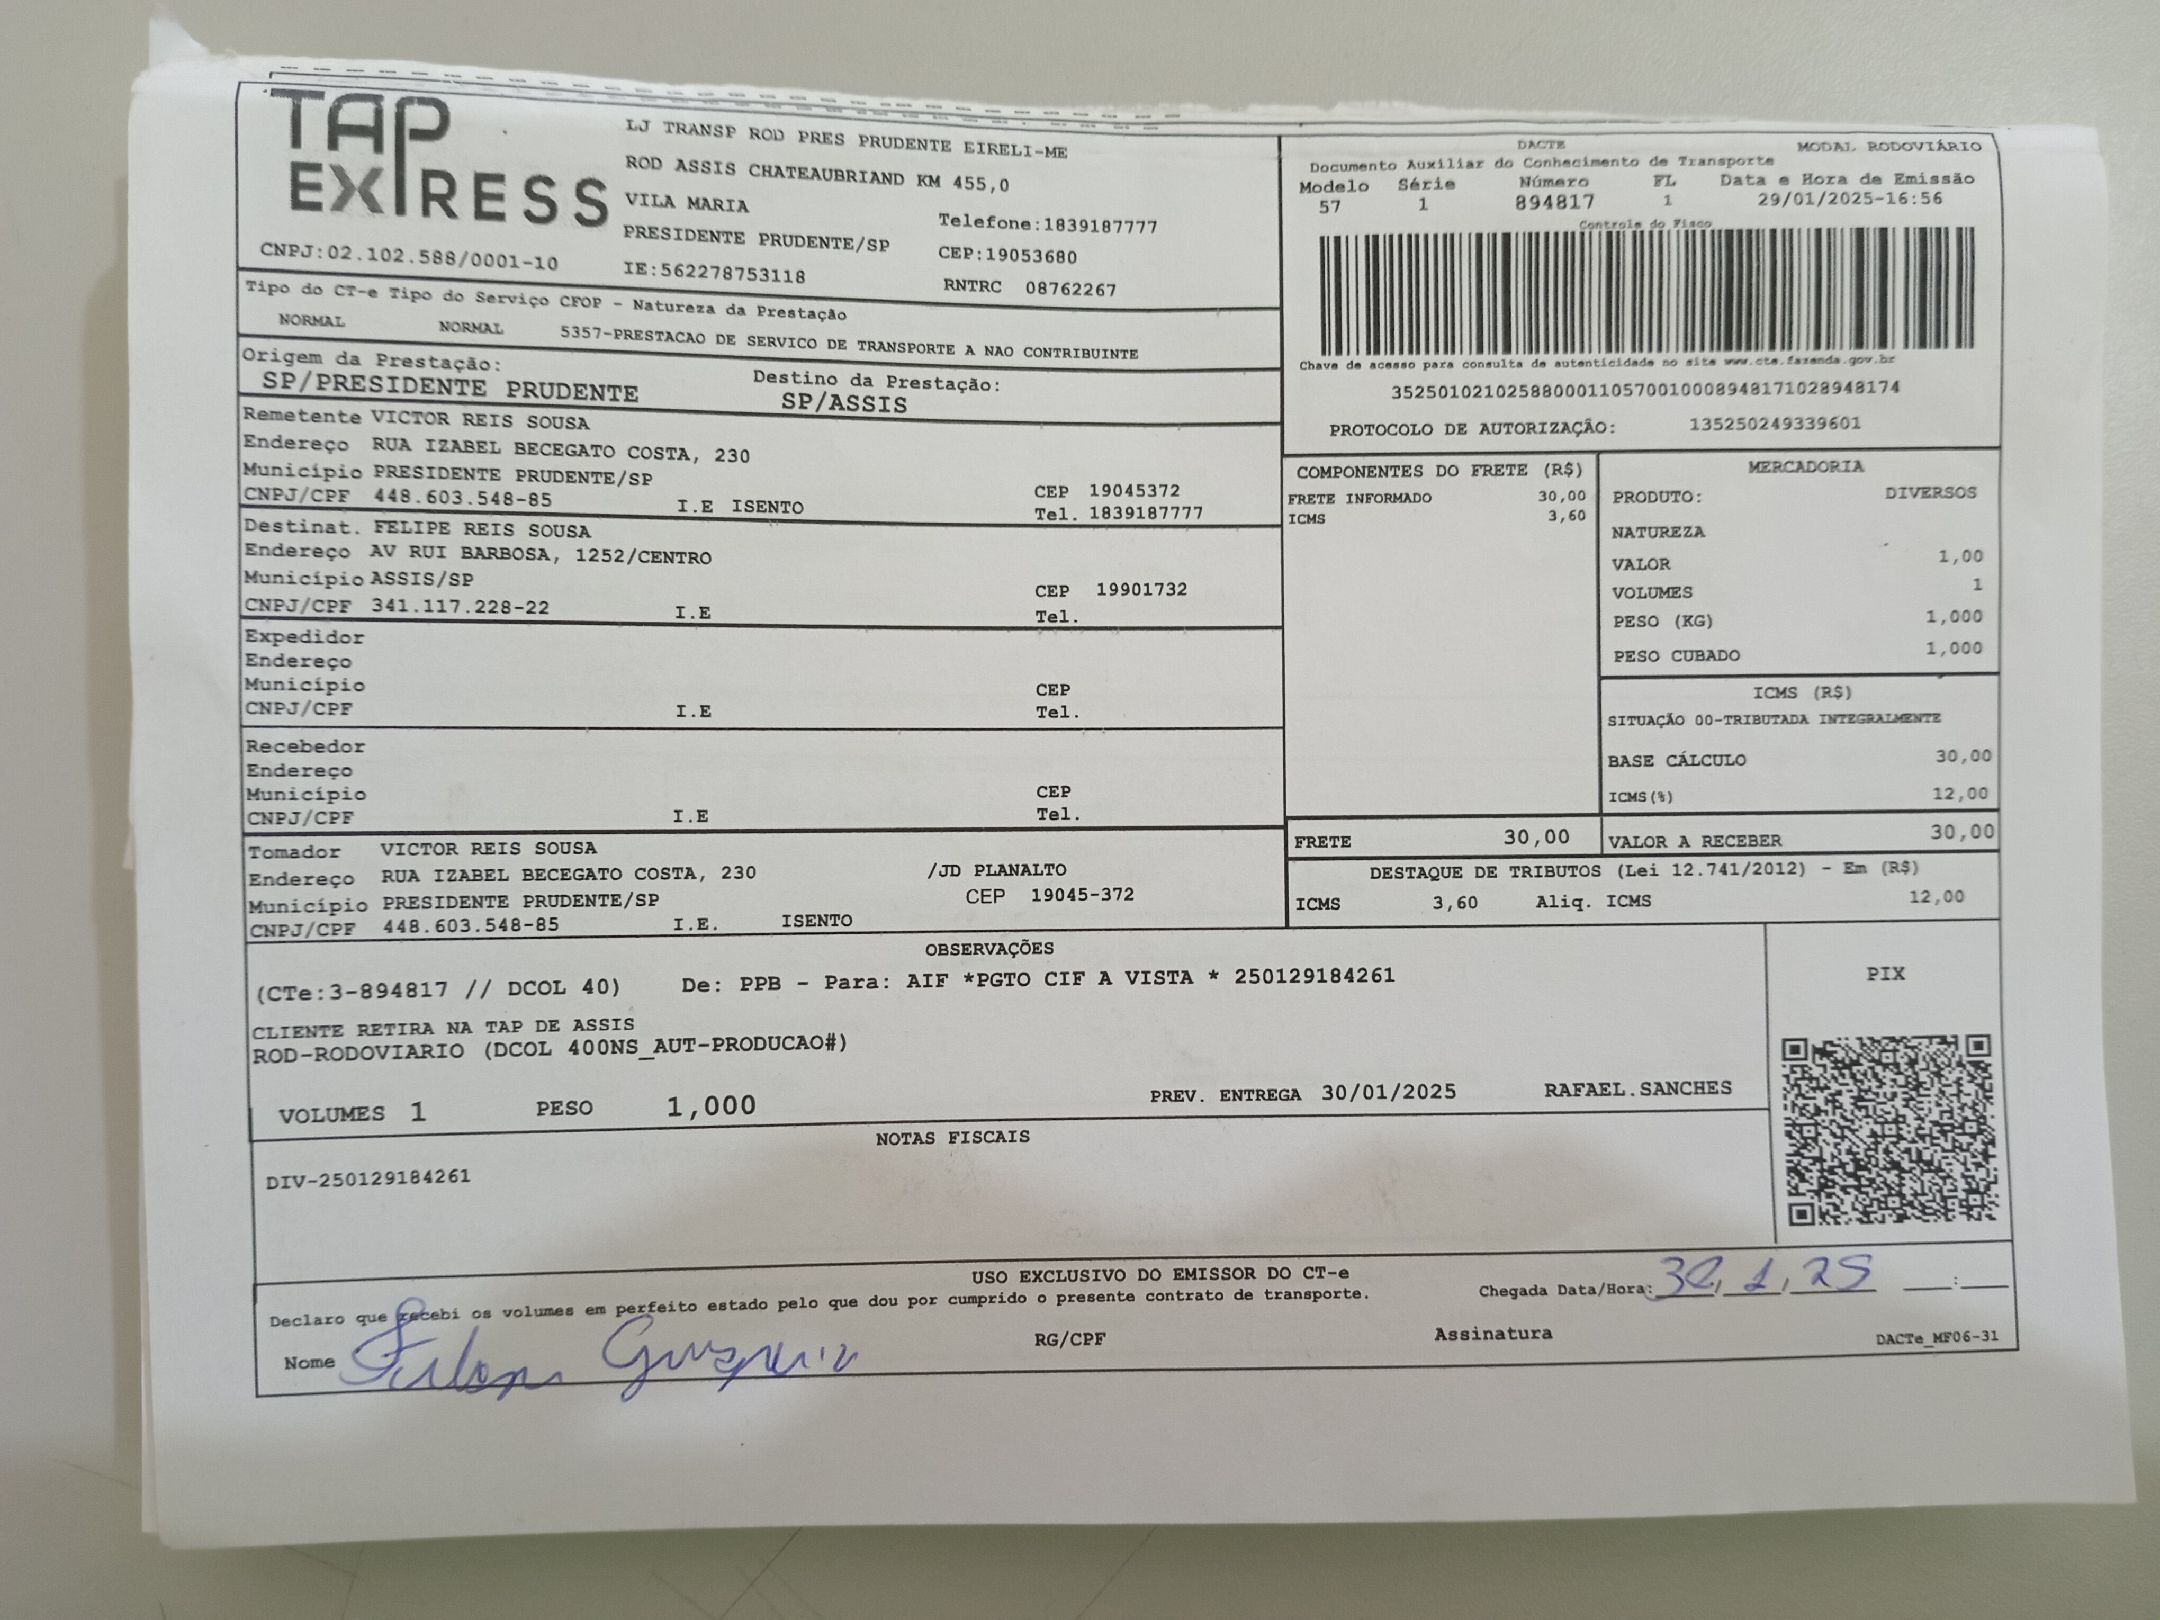 TAP
EXPRESS
CNPJ:02.102.588/0001-10
LJ TRANSP ROD PRES PRUDENTE EIRELI-ME
ROD ASSIS CHATEAUBRIAND KM 455,0
VILA MARIA
Telefone:1839187777
PRESIDENTE PRUDENTE/SP
CEP:19053680
IE:562278753118
RNTRC 08762267
DACTE
MODAL RODOVIÁRIO
Documento Auxiliar do Conhecimento de Transporte
Modelo Série Número FL Data e Hora de Emissão
57 1 894817 1 29/01/2025-16:56
Controle do Fisco
Chave de acesso para consulta de autenticidade no site www.cte.fazenda.gov.br
35250102102588000110570010008948171028948174
PROTOCOLO DE AUTORIZAÇÃO: 135250249339601
Tipo do CT-e Tipo do Serviço CFOP - Natureza da Prestação
NORMAL NORMAL 5357-PRESTACAO DE SERVICO DE TRANSPORTE A NAO CONTRIBUINTE
Origem da Prestação: Destino da Prestação:
SP/PRESIDENTE PRUDENTE SP/ASSIS
Remetente VICTOR REIS SOUSA
Endereço RUA IZABEL BECEGATO COSTA, 230
Município PRESIDENTE PRUDENTE/SP CEP 19045372
CNPJ/CPF 448.603.548-85 I.E ISENTO Tel. 1839187777
Destinat. FELIPE REIS SOUSA
Endereço AV RUI BARBOSA, 1252/CENTRO
Município ASSIS/SP CEP 19901732
CNPJ/CPF 341.117.228-22 I.E Tel.
Expedidor
Endereço
Município CEP
CNPJ/CPF I.E Tel.
Recebedor
Endereço
Município CEP
CNPJ/CPF I.E Tel.
Tomador VICTOR REIS SOUSA
Endereço RUA IZABEL BECEGATO COSTA, 230 /JD PLANALTO
Município PRESIDENTE PRUDENTE/SP CEP 19045-372
CNPJ/CPF 448.603.548-85 I.E. ISENTO
COMPONENTES DO FRETE (R$)
FRETE INFORMADO 30,00
ICMS 3,60
MERCADORIA
PRODUTO: DIVERSOS
NATUREZA
VALOR 1,00
VOLUMES 1
PESO (KG) 1,000
PESO CUBADO 1,000
ICMS (R$)
SITUAÇÃO 00-TRIBUTADA INTEGRALMENTE
BASE CÁLCULO 30,00
ICMS(%) 12,00
FRETE 30,00 VALOR A RECEBER 30,00
DESTAQUE DE TRIBUTOS (Lei 12.741/2012) - Em (R$)
ICMS 3,60 Aliq. ICMS 12,00
OBSERVAÇÕES
(CTe:3-894817 // DCOL 40) De: PPB - Para: AIF *PGTO CIF A VISTA * 250129184261
CLIENTE RETIRA NA TAP DE ASSIS
ROD-RODOVIARIO (DCOL 400NS_AUT-PRODUCAO#)
VOLUMES 1 PESO 1,000 PREV. ENTREGA 30/01/2025 RAFAEL.SANCHES
PIX
NOTAS FISCAIS
DIV-250129184261
USO EXCLUSIVO DO EMISSOR DO CT-e
Declaro que recebi os volumes em perfeito estado pelo que dou por cumprido o presente contrato de transporte.
Chegada Data/Hora: , 1, 25 :
Nome RG/CPF Assinatura DACTe_MF06-31